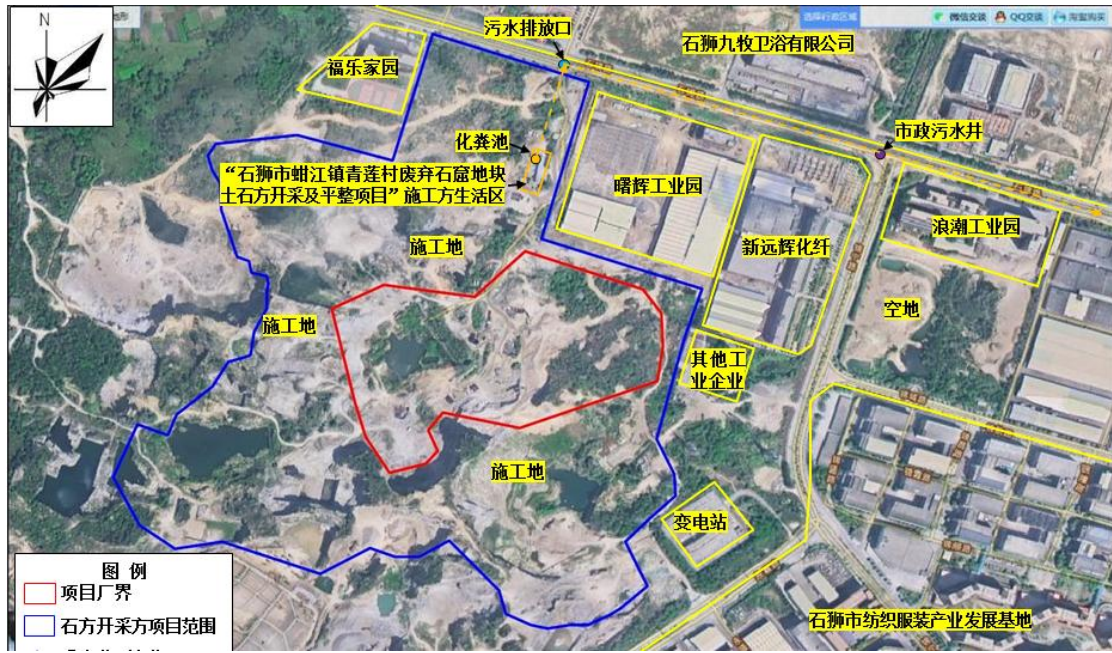 N
选择行政区域
微信交谈
QQ交谈
淘宝购买
污水排放口
石狮九牧卫浴有限公司
福乐家园
化粪池
市政污水井
“石狮市蚶江镇青莲村废弃石窟地块
土石方开采及平整项目”施工方生活区
曙辉工业园
浪潮工业园
施工地
新远辉化纤
空地
施工地
其他工
业企业
施工地
变电站
图 例
项目厂界
石方开采方项目范围
石狮市纺织服装产业发展基地